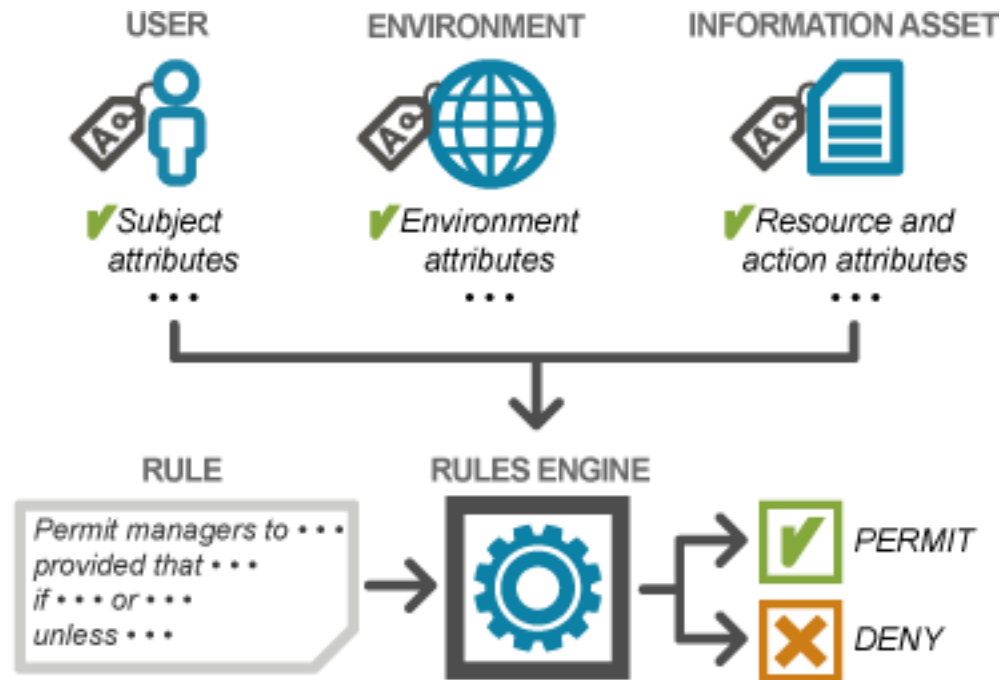 USER
ENVIRONMENT
INFORMATION ASSET
A
A
A
Subject
attributes
• • •
Environment
attributes
• • •
Resource and
action attributes
• • •
RULE
Permit managers to • • •
provided that • • •
if • • • or • • •
unless • • •
RULES ENGINE
PERMIT
DENY